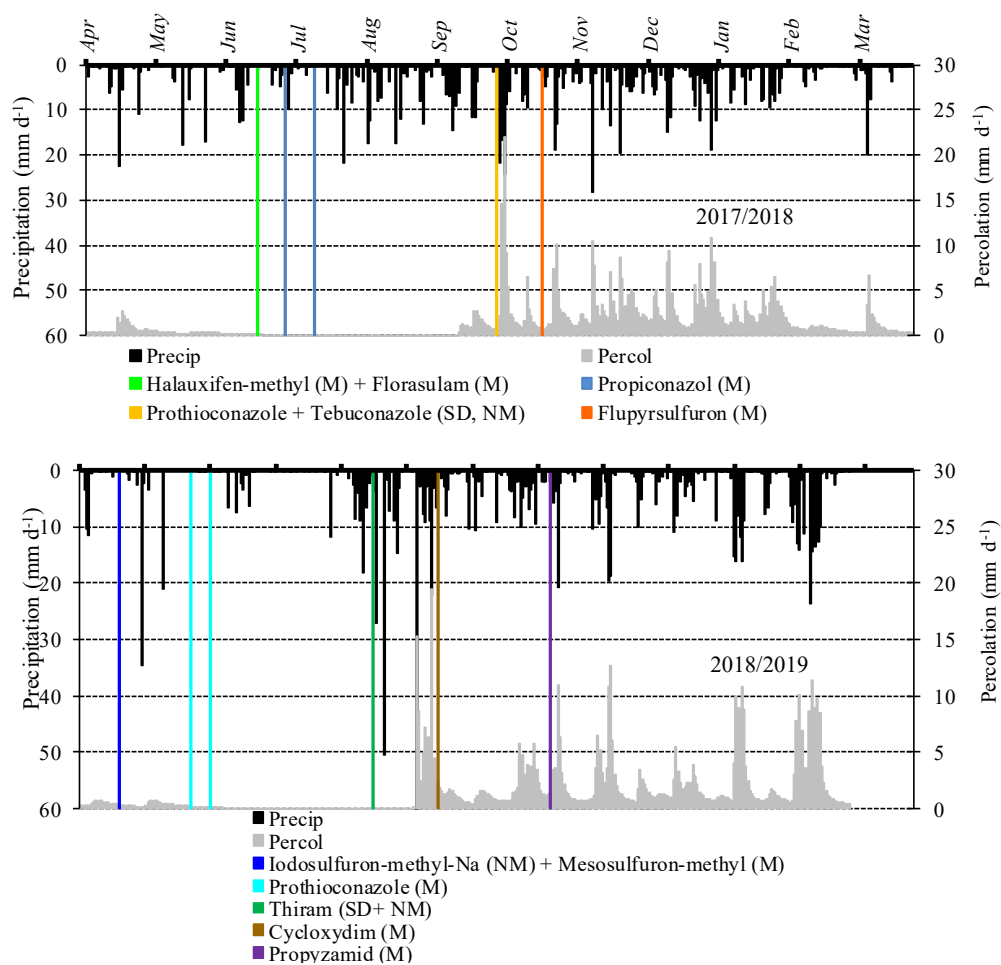 Apr May Jun Jul Aug Sep Oct Nov Dec Jan Feb Mar
0 30
10 25
20 20
30 15
40 10
50 5
60 0
Precipitation (mm d-1)
Percolation (mm d-1)
2017/2018
Precip Percol
Halauxifen-methyl (M) + Florasulam (M) Propiconazol (M)
Prothioconazole + Tebuconazole (SD, NM) Flupyrsulfuron (M)
0 30
10 25
20 20
30 15
40 10
50 5
60 0
Precipitation (mm d-1)
Percolation (mm d-1)
2018/2019
Precip
Percol
Iodosulfuron-methyl-Na (NM) + Mesosulfuron-methyl (M)
Prothioconazole (M)
Thiram (SD+ NM)
Cycloxydim (M)
Propyzamid (M)